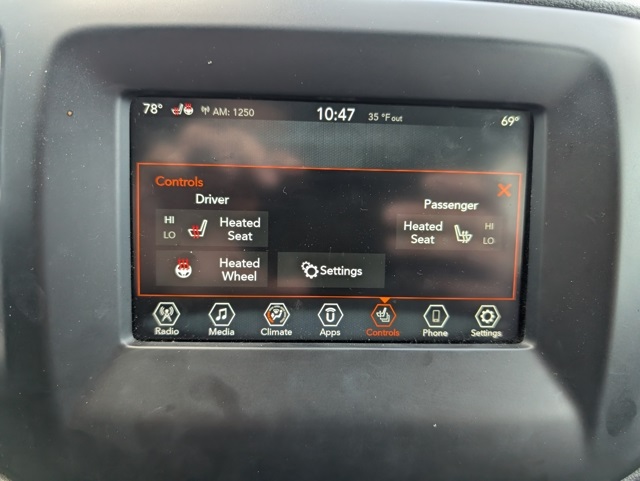 78° AM: 1250 10:47 35 °F out 69°
Controls
Driver
Passenger
HI
LO
Heated
Seat
Heated
Seat
HI
LO
Heated
Wheel
Settings
Radio Media Climate Apps Controls Phone Settings